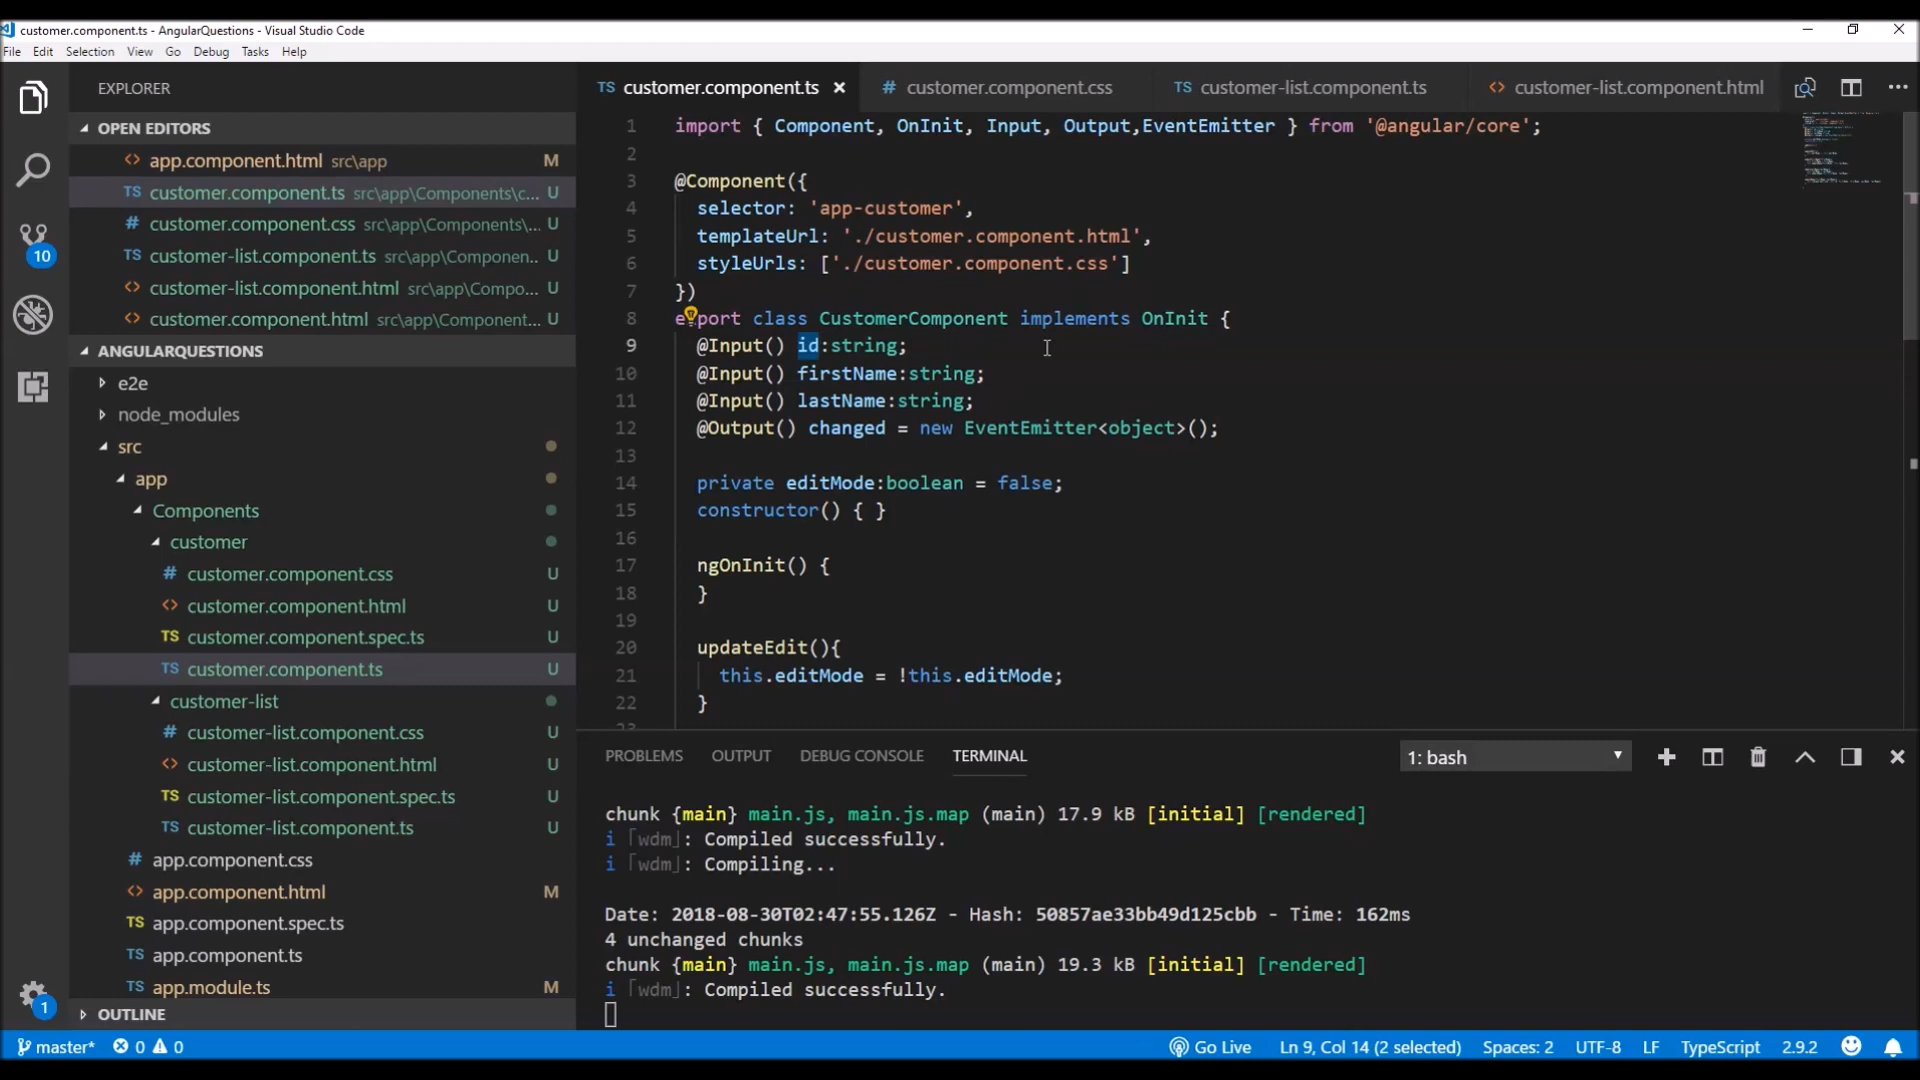 customer.component.ts - AngularQuestions - Visual Studio Code
File Edit Selection View Go Debug Tasks Help
EXPLORER
OPEN EDITORS
app.component.html src\app M
customer.component.ts src\app\Components\c... U
customer.component.css src\app\Components\... U
customer-list.component.ts src\app\Componen... U
customer-list.component.html src\app\Compo... U
customer.component.html src\app\Component... U
ANGULARQUESTIONS
e2e
node_modules
src
app
Components
customer
customer.component.css U
customer.component.html U
TS customer.component.spec.ts U
TS customer.component.ts U
customer-list
customer-list.component.css U
customer-list.component.html U
TS customer-list.component.spec.ts U
TS customer-list.component.ts U
app.component.css
app.component.html M
TS app.component.spec.ts
TS app.component.ts
TS app.module.ts M
OUTLINE
10
1
TS customer.component.ts # customer.component.css TS customer-list.component.ts <> customer-list.component.html
1 import { Component, OnInit, Input, Output,EventEmitter } from '@angular/core';
2
3 @Component({
4 selector: 'app-customer',
5 templateUrl: './customer.component.html',
6 styleUrls: ['./customer.component.css']
7 })
8 export class CustomerComponent implements OnInit {
9 @Input() id:string;
10 @Input() firstName:string;
11 @Input() lastName:string;
12 @Output() changed = new EventEmitter<object>();
13
14 private editMode:boolean = false;
15 constructor() { }
16
17 ngOnInit() {
18 }
19
20 updateEdit(){
21 this.editMode = !this.editMode;
22 }
PROBLEMS OUTPUT DEBUG CONSOLE TERMINAL 1: bash
chunk {main} main.js, main.js.map (main) 17.9 kB [initial] [rendered]
i ｢wdm｣: Compiled successfully.
i ｢wdm｣: Compiling...
Date: 2018-08-30T02:47:55.126Z - Hash: 50857ae33bb49d125cbb - Time: 162ms
4 unchanged chunks
chunk {main} main.js, main.js.map (main) 19.3 kB [initial] [rendered]
i ｢wdm｣: Compiled successfully.
master* 0 0 Go Live Ln 9, Col 14 (2 selected) Spaces: 2 UTF-8 LF TypeScript 2.9.2